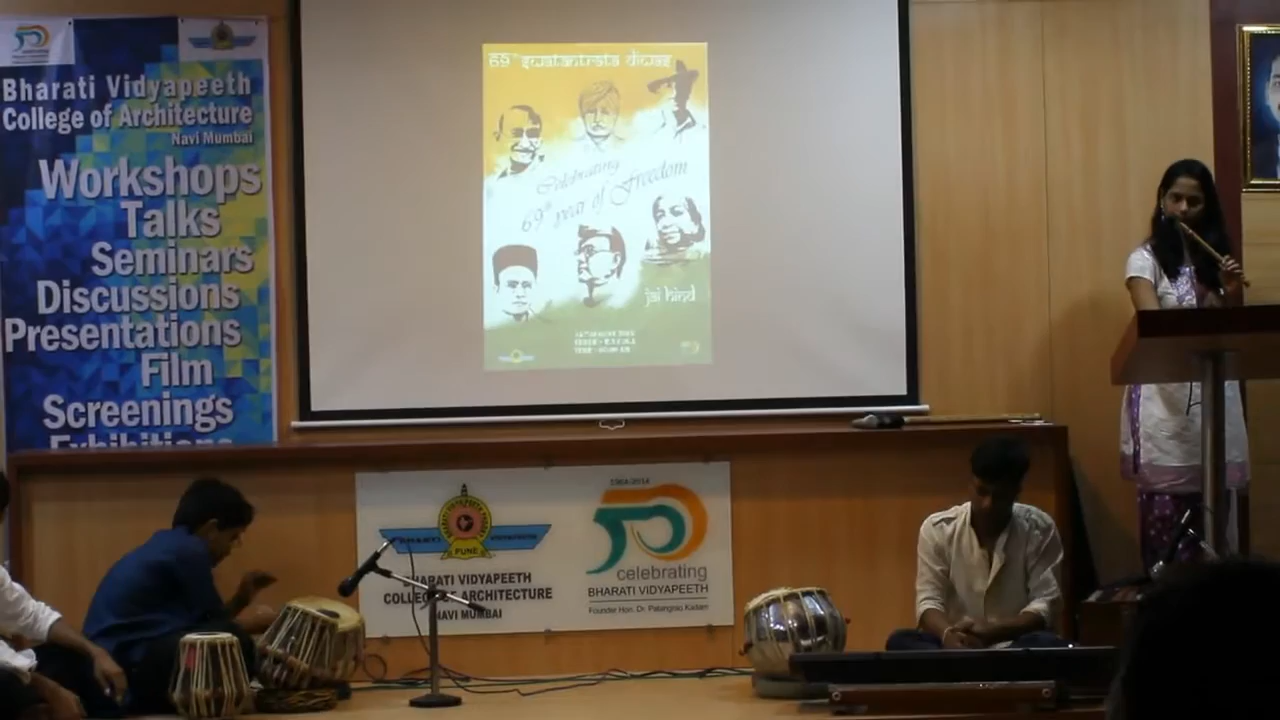 Bharati Vidyapeeth
College of Architecture
Navi Mumbai
Workshops
Talks
Seminars
Discussions
Presentations
Film
Screenings
Exhibitions
69th Swatantrata Diwas
Celebrating
69th year of Freedom
Jai Hind
BHARATI VIDYAPEETH
PUNE
BHARATI VIDYAPEETH
COLLEGE OF ARCHITECTURE
NAVI MUMBAI
1964-2014
celebrating
BHARATI VIDYAPEETH
Founder Hon. Dr. Patangrao Kadam